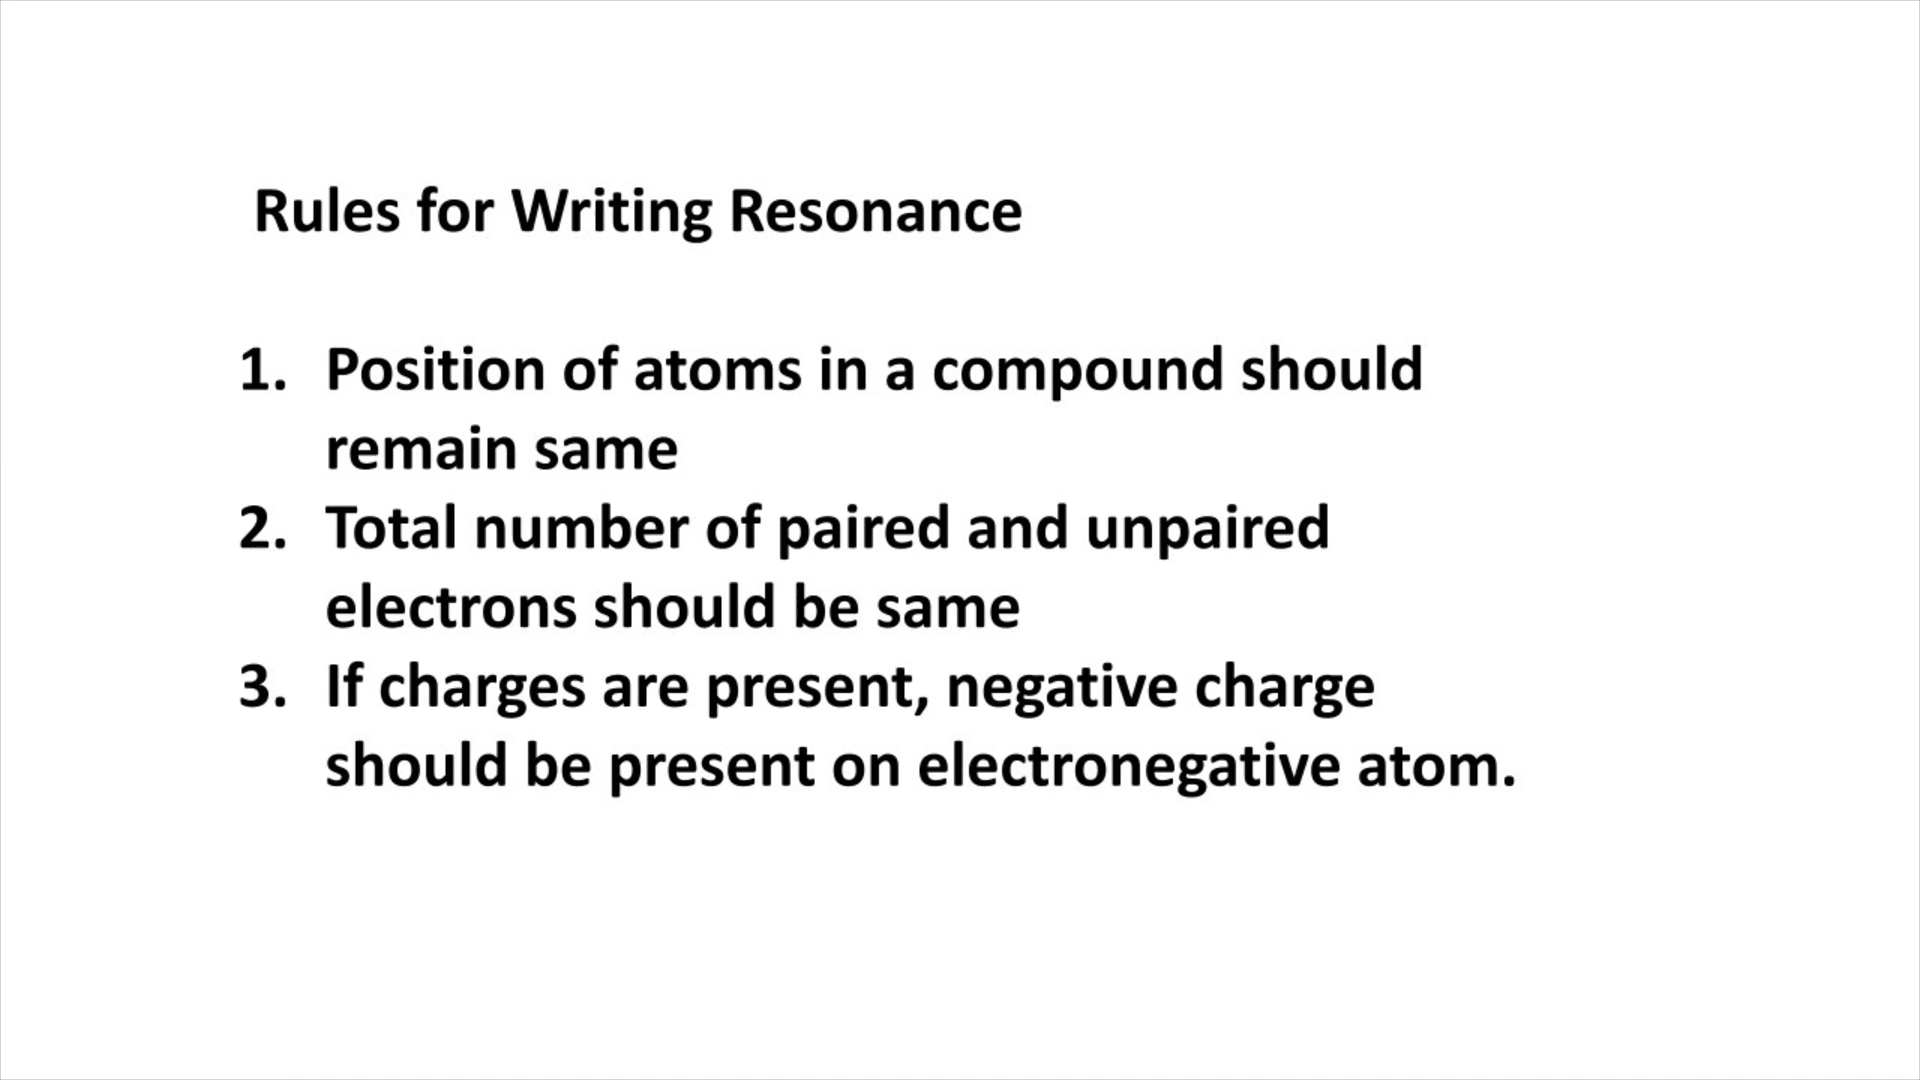 Rules for Writing Resonance
1. Position of atoms in a compound should
remain same
2. Total number of paired and unpaired
electrons should be same
3. If charges are present, negative charge
should be present on electronegative atom.